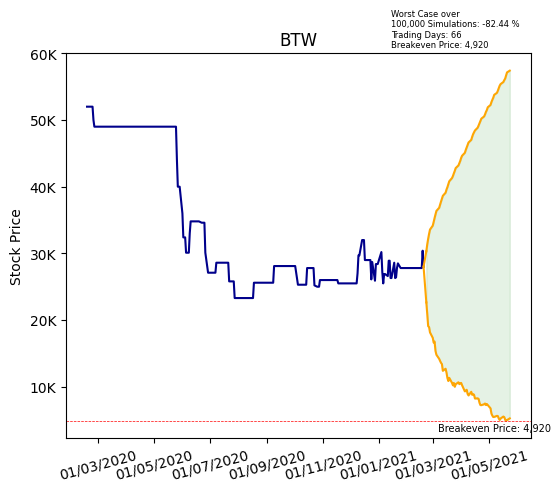 Worst Case over
100,000 Simulations: -82.44 %
Trading Days: 66
Breakeven Price: 4,920
BTW
60K
50K
40K
30K
20K
10K
Stock Price
Breakeven Price: 4,920
01/03/2020
01/05/2020
01/07/2020
01/09/2020
01/11/2020
01/01/2021
01/03/2021
01/05/2021